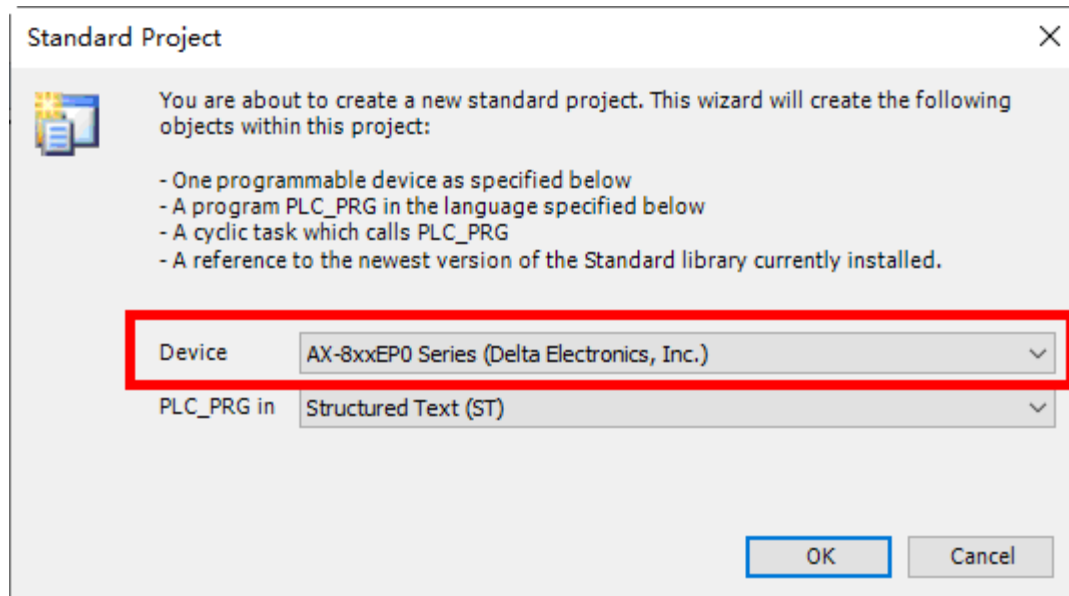 Standard Project
You are about to create a new standard project. This wizard will create the following
objects within this project:
- One programmable device as specified below
- A program PLC_PRG in the language specified below
- A cyclic task which calls PLC_PRG
- A reference to the newest version of the Standard library currently installed.
Device AX-8xxEP0 Series (Delta Electronics, Inc.)
PLC_PRG in Structured Text (ST)
OK Cancel